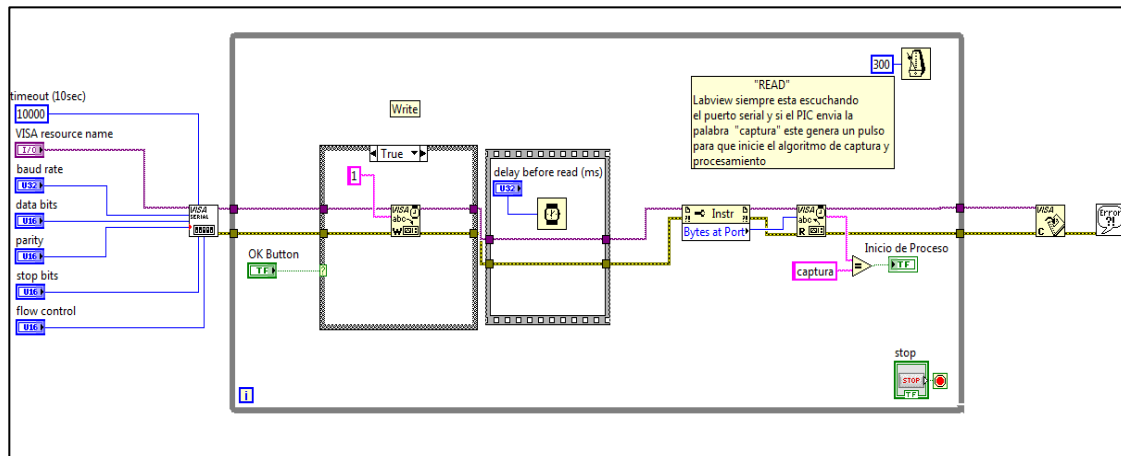 timeout (10sec)
10000
VISA resource name
I/O
baud rate
U32
data bits
U16
parity
U16
stop bits
U16
flow control
U16
VISA
SERIAL
OK Button
TF
?
Write
True
1
VISA
abc
W
delay before read (ms)
U32
300
"READ"
Labview siempre esta escuchando
el puerto serial y si el PIC envia la
palabra "captura" este genera un pulso
para que inicie el algoritmo de captura y
procesamiento
Instr
Bytes at Port
VISA
abc
R
captura
=
Inicio de Proceso
TF
stop
STOP
TF
i
VISA
C
Error
?!